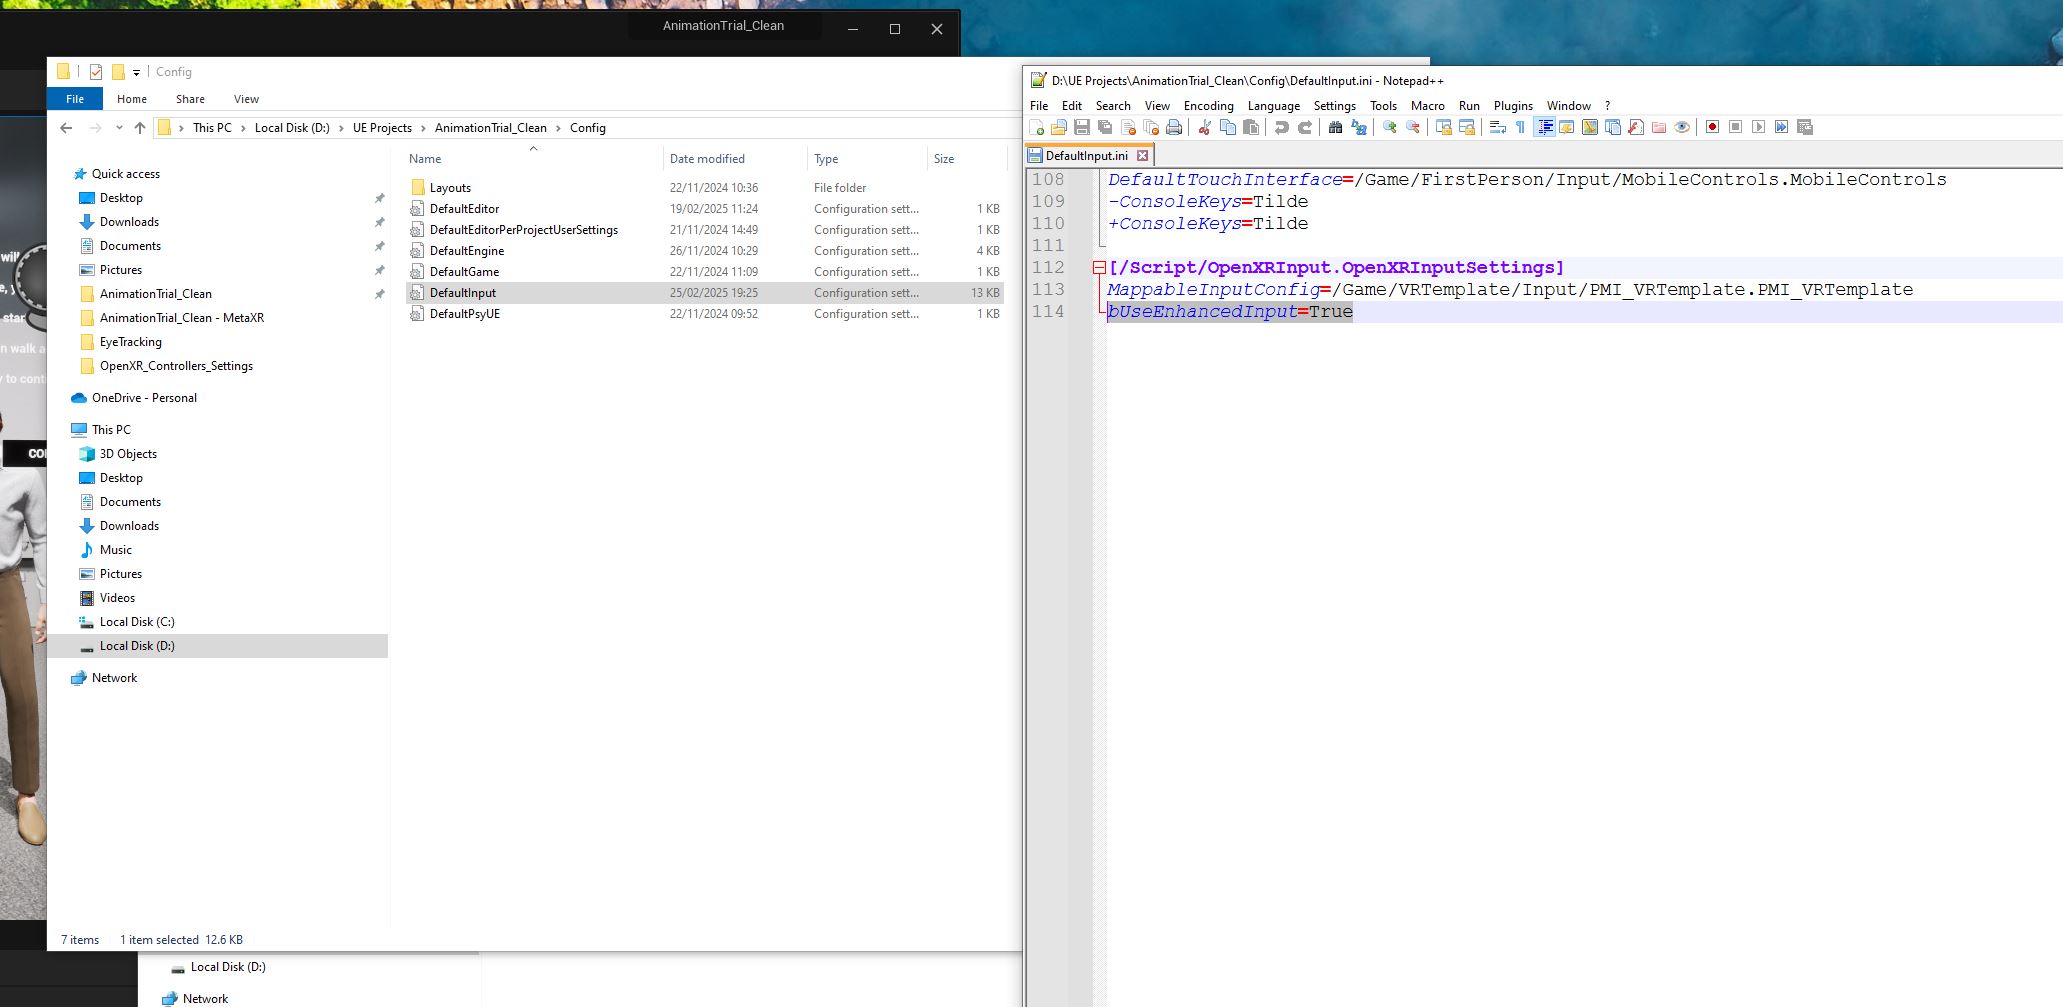 AnimationTrial_Clean
Config
File Home Share View
This PC Local Disk (D:) UE Projects AnimationTrial_Clean Config
Name Date modified Type Size
Layouts 22/11/2024 10:36 File folder
DefaultEditor 19/02/2025 11:24 Configuration sett... 1 KB
DefaultEditorPerProjectUserSettings 21/11/2024 14:49 Configuration sett... 1 KB
DefaultEngine 26/11/2024 10:29 Configuration sett... 4 KB
DefaultGame 22/11/2024 11:09 Configuration sett... 1 KB
DefaultInput 25/02/2025 19:25 Configuration sett... 13 KB
DefaultPsyUE 22/11/2024 09:52 Configuration sett... 1 KB
Quick access
Desktop
Downloads
Documents
Pictures
AnimationTrial_Clean
AnimationTrial_Clean - MetaXR
EyeTracking
OpenXR_Controllers_Settings
OneDrive - Personal
This PC
3D Objects
Desktop
Documents
Downloads
Music
Pictures
Videos
Local Disk (C:)
Local Disk (D:)
Network
7 items 1 item selected 12.6 KB
Local Disk (D:)
Network
D:\UE Projects\AnimationTrial_Clean\Config\DefaultInput.ini - Notepad++
File Edit Search View Encoding Language Settings Tools Macro Run Plugins Window ?
DefaultInput.ini
108 DefaultTouchInterface=/Game/FirstPerson/Input/MobileControls.MobileControls
109 -ConsoleKeys=Tilde
110 +ConsoleKeys=Tilde
111
112 [/Script/OpenXRInput.OpenXRInputSettings]
113 MappableInputConfig=/Game/VRTemplate/Input/PMI_VRTemplate.PMI_VRTemplate
114 bUseEnhancedInput=True